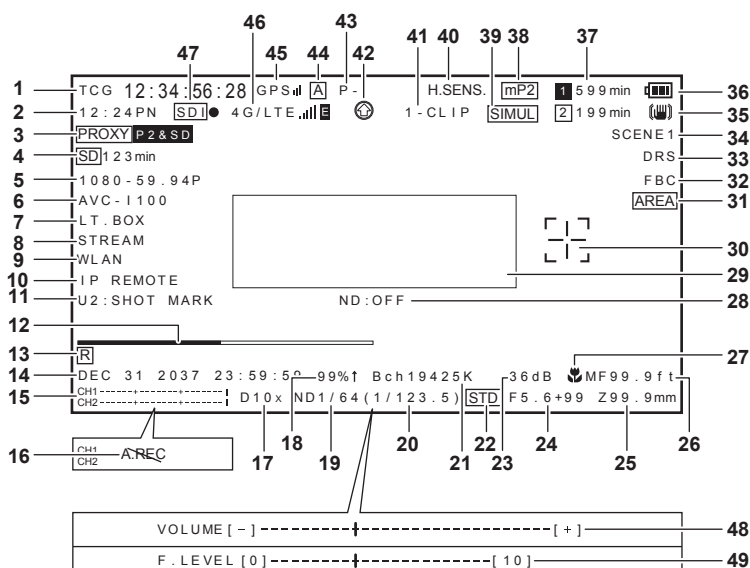 46 43
47 45 44 42 41 40 39 38 37
1 TCG 12:34:56:28 GPS A P- H.SENS. mP2 1 599min 36
2 12:24PN SDI● 4G/LTE E 1-CLIP SIMUL 2 199min 35
3 PROXY P2&SD SCENE1 34
4 SD 123min DRS 33
5 1080-59.94P FBC 32
6 AVC-I100 AREA 31
7 LT.BOX
8 STREAM 30
9 WLAN 29
10 IP REMOTE
11 U2:SHOT MARK ND:OFF 28
12
13 R 27
14 DEC 31 2037 23:59:59 99%↑ Bch19425K 36dB MF99.9ft
15 CH1 CH2 D10x ND1/64(1/123.5) STD F5.6+99 Z99.9mm
16 CH1 CH2 A.REC 17 18 19 20 21 22 23 24 25 26
VOLUME[-]-----------+-----------------------[+] 48
F.LEVEL[0]-----------+----------------[10] 49